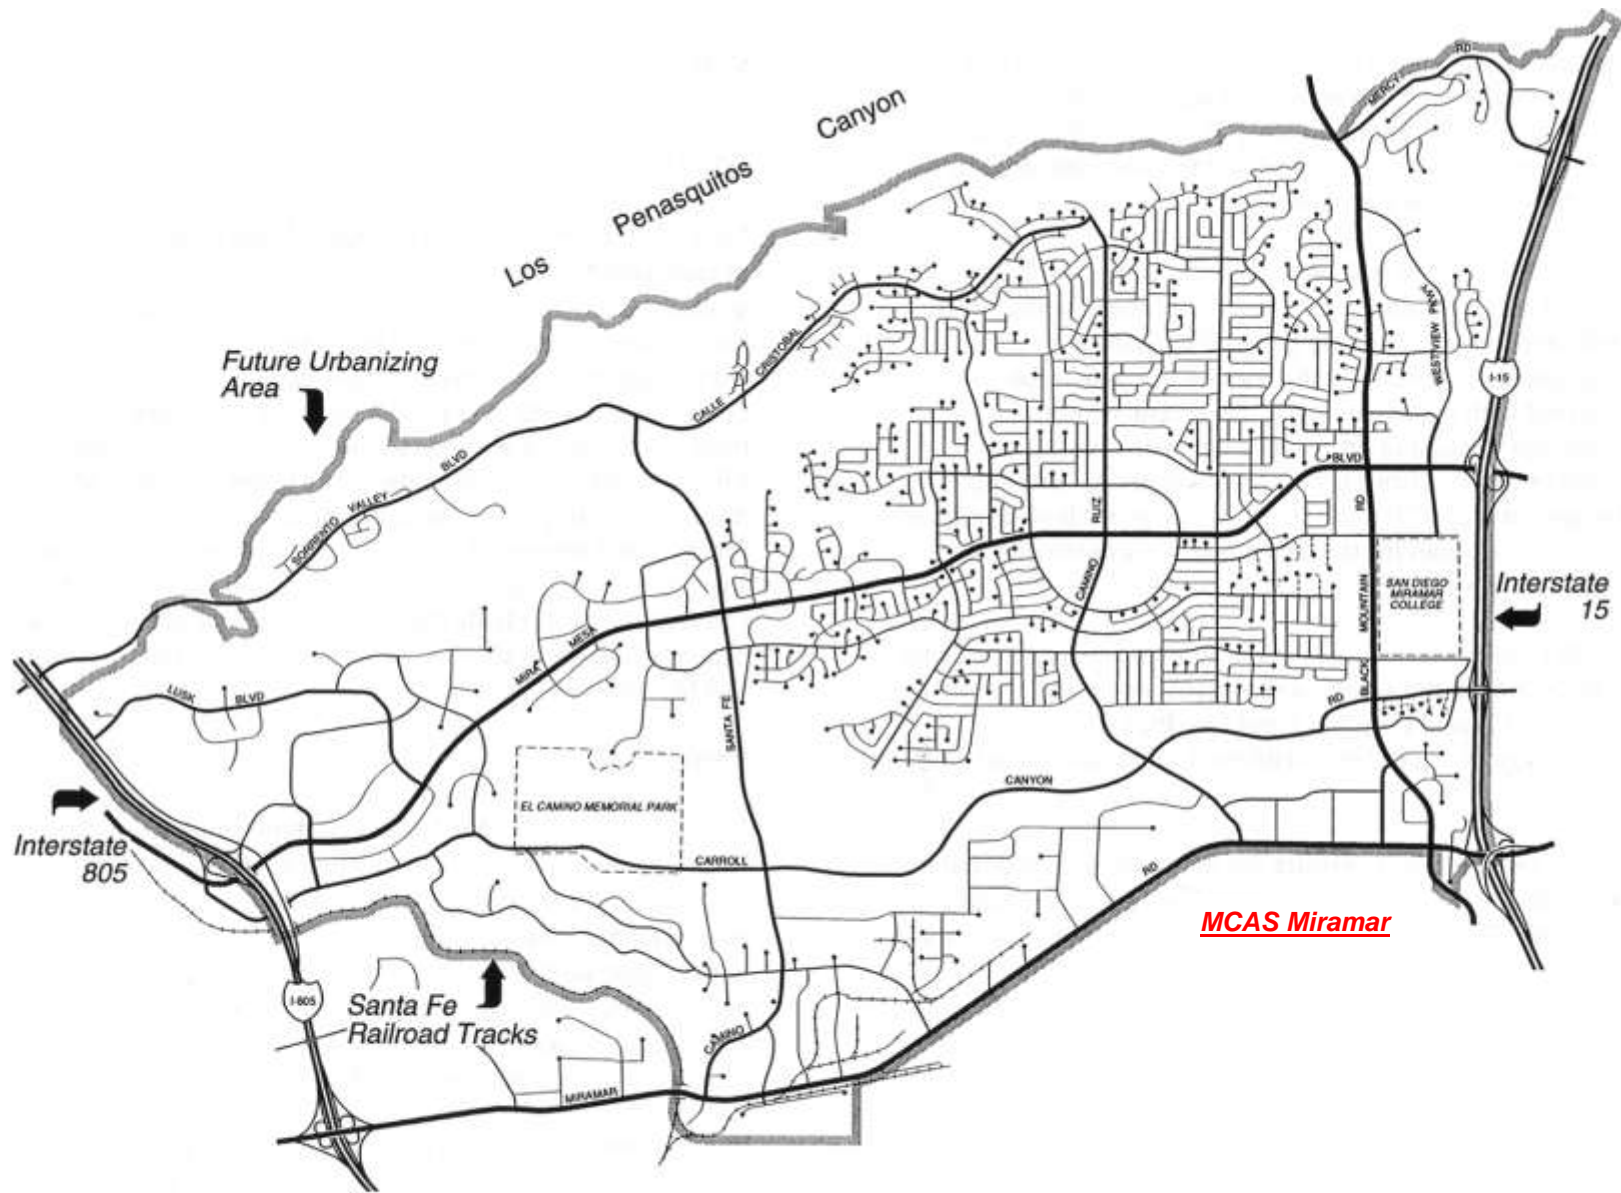 RD
MERCY
Canyon
Penasquitos
Los
WEST VIEW PKWY
CRISTOBAL
CALLE
Future Urbanizing
Area
I-15
BLVD
BLVD
VALLEY
SORRENTO
RUIZ
CAMINO
RD
MOUNTAIN
BLACK
SAN DIEGO
MIRAMAR
COLLEGE
Interstate
15
MESA
MIRA
LUSK
BLVD
SANTA FE
RD
CANYON
EL CAMINO MEMORIAL PARK
Interstate
805
CARROLL
RD
MCAS Miramar
I-805
Santa Fe
Railroad Tracks
CAMINO
MIRAMAR